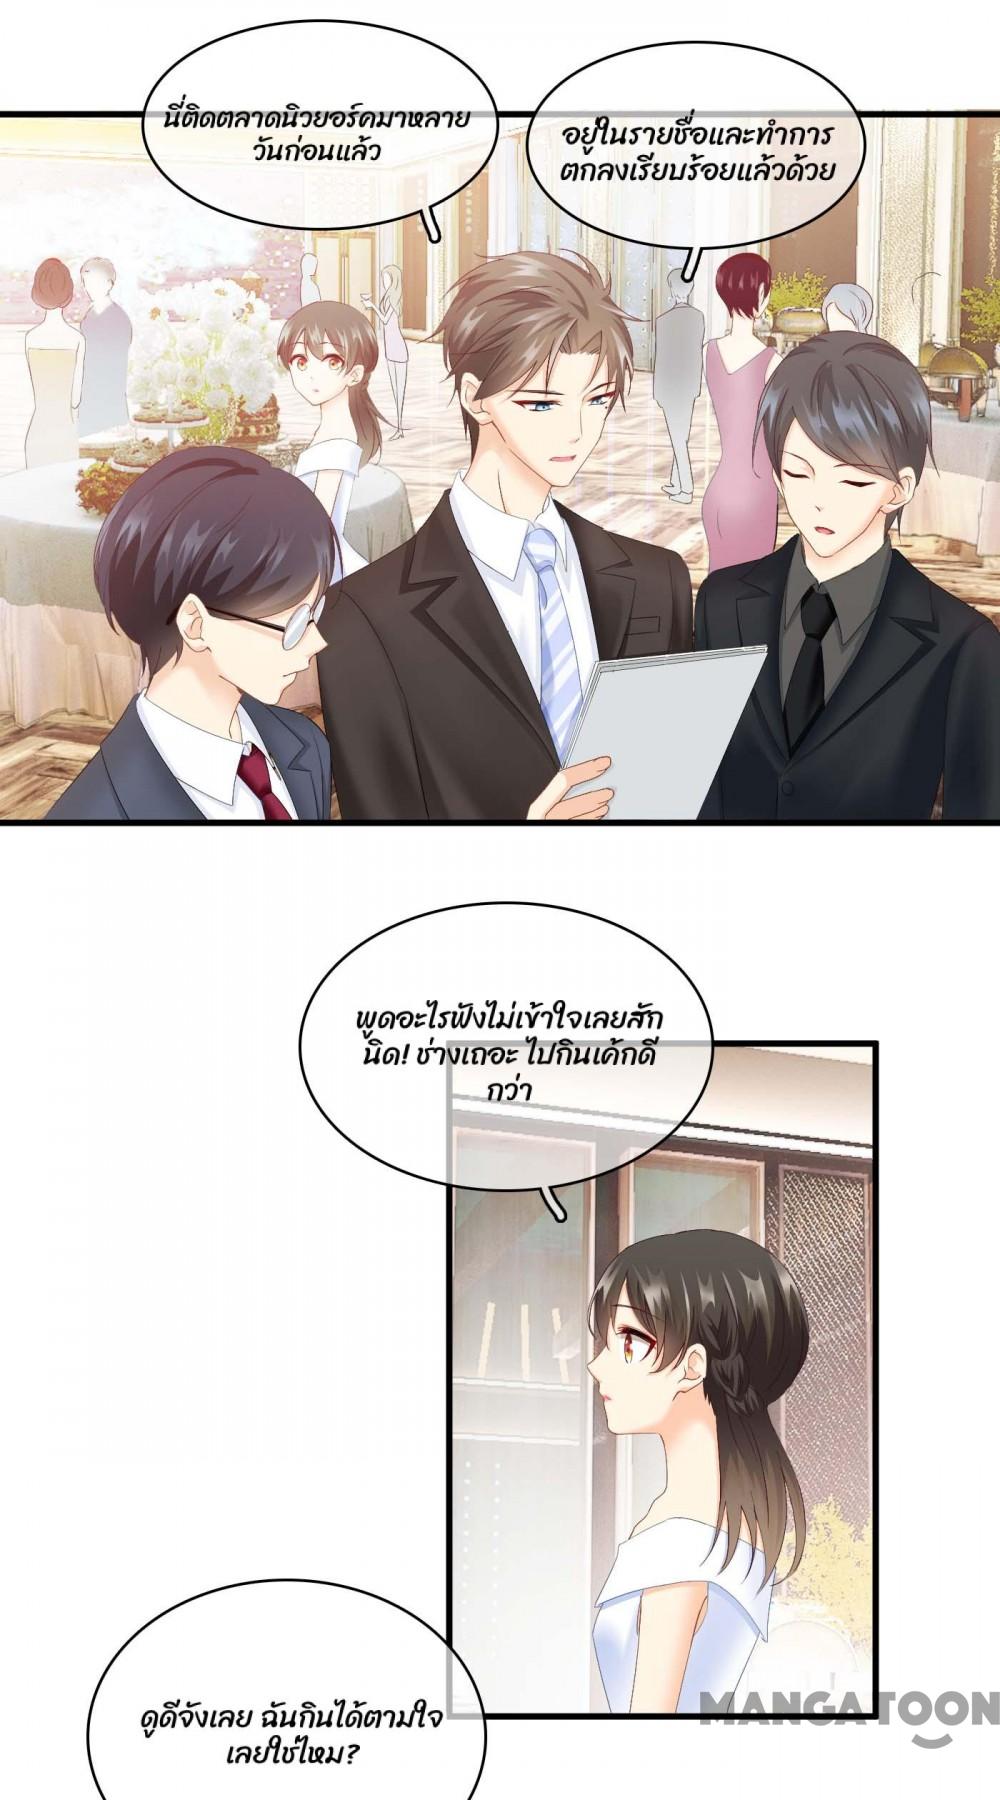 นี่ติดตลาดนิวยอร์คมาหลาย
วันก่อนแล้ว
อยู่ในรายชื่อและทำการ
ตกลงเรียบร้อยแล้วด้วย
พูดอะไรฟังไม่เข้าใจเลยสัก
นิด! ช่างเถอะ ไปกินเค้กดี
กว่า
ดูดีจังเลย ฉันกินได้ตามใจ
เลยใช่ไหม?
MANGATOON